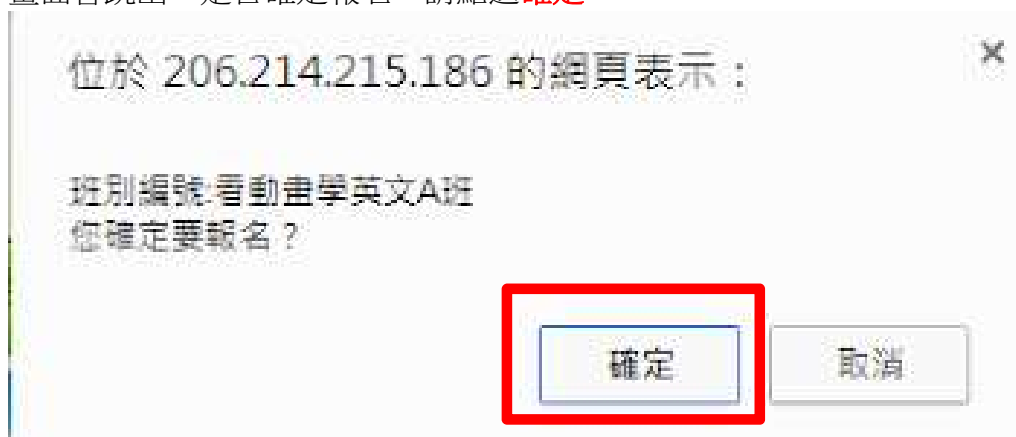 位於 206.214.215.186 的網頁表示：
×
班別編號:看動畫學英文A班
您確定要報名？
確定
取消